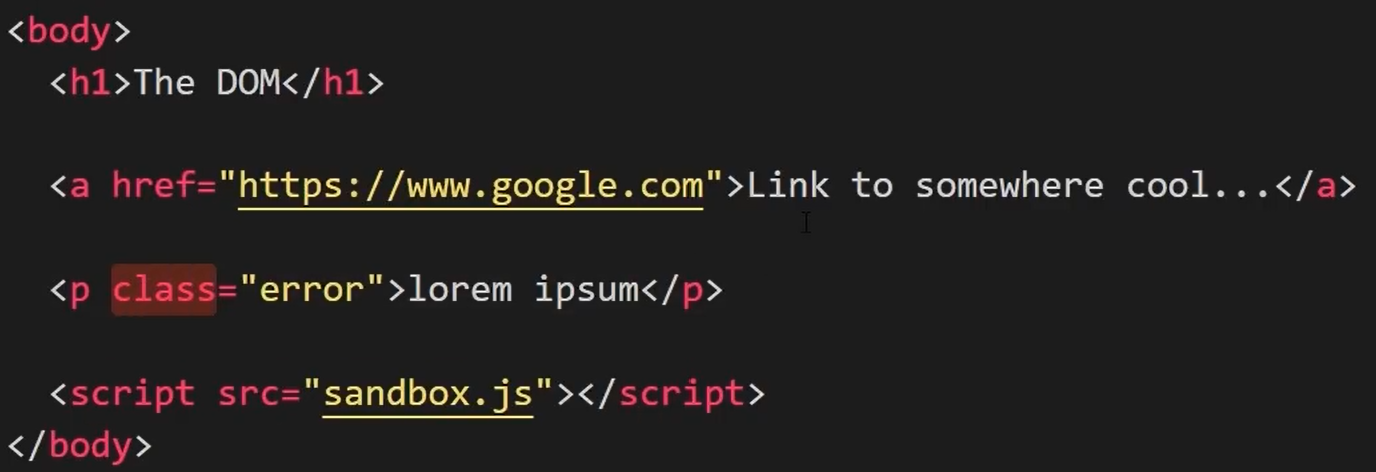 <body>
<h1>The DOM</h1>
<a href="https://www.google.com">Link to somewhere cool...</a>
<p class="error">lorem ipsum</p>
<script src="sandbox.js"></script>
</body>